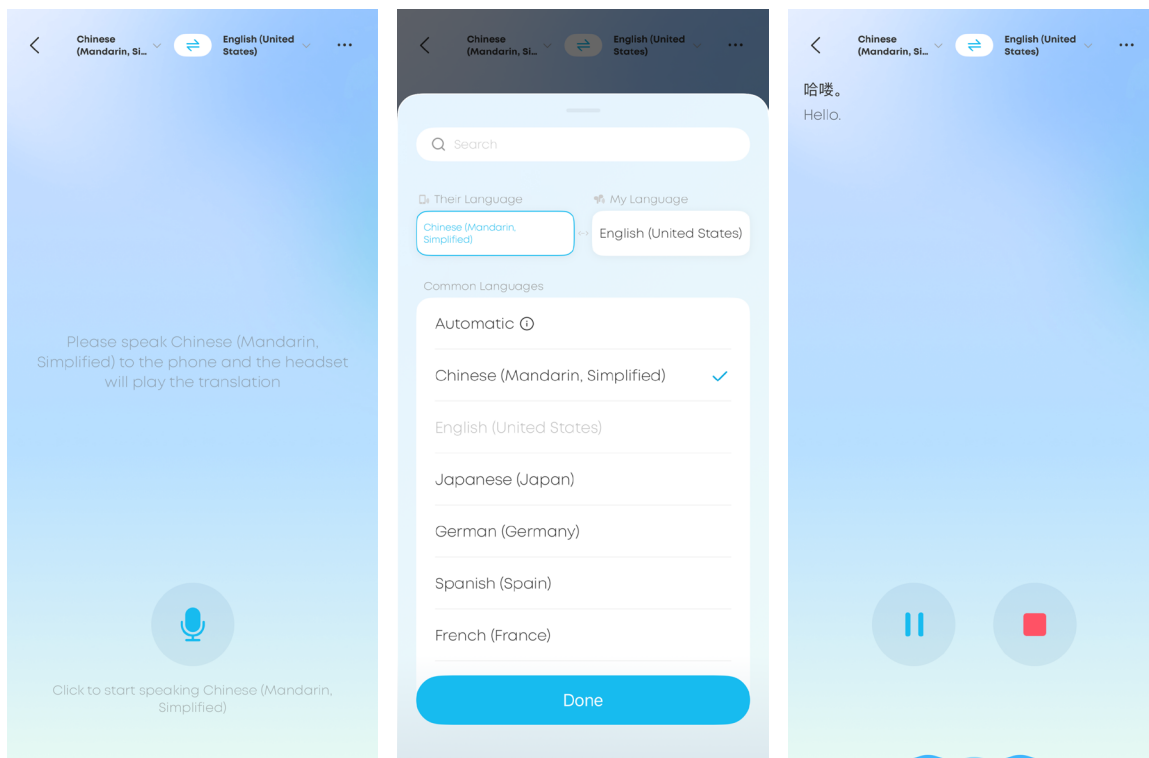 Chinese
(Mandarin, Si...
English (United
States)
Please speak Chinese (Mandarin,
Simplified) to the phone and the headset
will play the translation
Click to start speaking Chinese (Mandarin,
Simplified)
Chinese
(Mandarin, Si...
English (United
States)
Search
Their Language
My Language
Chinese (Mandarin,
Simplified)
English (United States)
Common Languages
Automatic
Chinese (Mandarin, Simplified)
English (United States)
Japanese (Japan)
German (Germany)
Spanish (Spain)
French (France)
Done
Chinese
(Mandarin, Si...
English (United
States)
哈喽。
Hello.